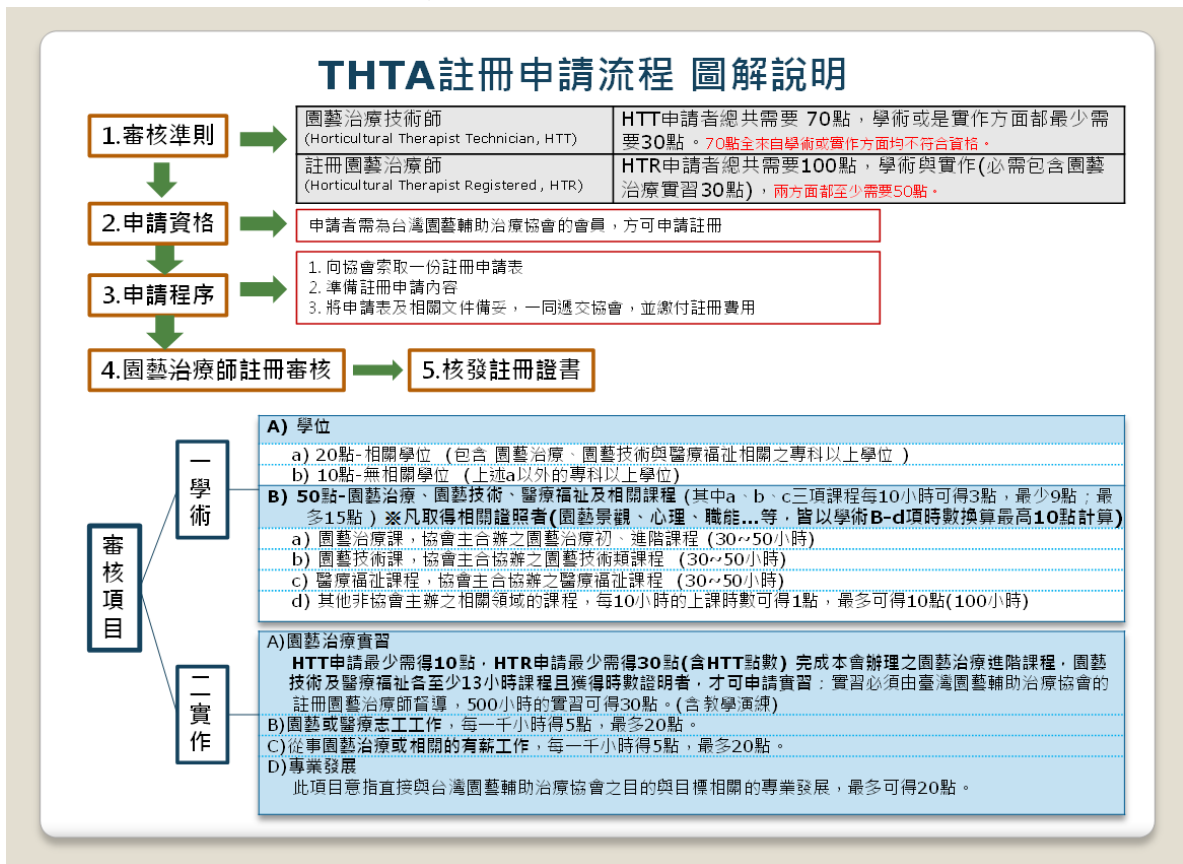 THTA註冊申請流程 圖解說明
1.審核準則
園藝治療技術師
(Horticultural Therapist Technician, HTT)
HTT申請者總共需要 70點，學術或是實作方面都最少需
要30點。70點全來自學術或實作方面均不符合資格。
註冊園藝治療師
(Horticultural Therapist Registered , HTR)
HTR申請者總共需要100點，學術與實作(必需包含園藝
治療實習30點)，兩方面都至少需要50點。
2.申請資格
申請者需為台灣園藝輔助治療協會的會員，方可申請註冊
3.申請程序
1. 向協會索取一份註冊申請表
2. 準備註冊申請內容
3. 將申請表及相關文件備妥，一同遞交協會，並繳付註冊費用
4.園藝治療師註冊審核
5.核發註冊證書
審核項目
一學術
A) 學位
a) 20點-相關學位 (包含 園藝治療、園藝技術與醫療福祉相關之專科以上學位 )
b) 10點-無相關學位 (上述a以外的專科以上學位)
B) 50點-園藝治療、園藝技術、醫療福祉及相關課程 (其中a、b、c三項課程每10小時可得3點，最少9點；最
多15點 ) ※凡取得相關證照者(園藝景觀、心理、職能...等，皆以學術B-d項時數換算最高10點計算)
a) 園藝治療課，協會主合辦之園藝治療初、進階課程 (30~50小時)
b) 園藝技術課，協會主合協辦之園藝技術類課程 (30~50小時)
c) 醫療福祉課程，協會主合協辦之醫療福祉課程 (30~50小時)
d) 其他非協會主辦之相關領域的課程，每10小時的上課時數可得1點，最多可得10點(100小時)
二實作
A)園藝治療實習
HTT申請最少需得10點，HTR申請最少需得30點(含HTT點數) 完成本會辦理之園藝治療進階課程，園藝
技術及醫療福祉各至少13小時課程且獲得時數證明者，才可申請實習；實習必須由臺灣園藝輔助治療協會的
註冊園藝治療師督導，500小時的實習可得30點。(含教學演練)
B)園藝或醫療志工工作，每一千小時得5點，最多20點。
C)從事園藝治療或相關的有薪工作，每一千小時得5點，最多20點。
D)專業發展
此項目意指直接與台灣園藝輔助治療協會之目的與目標相關的專業發展，最多可得20點。